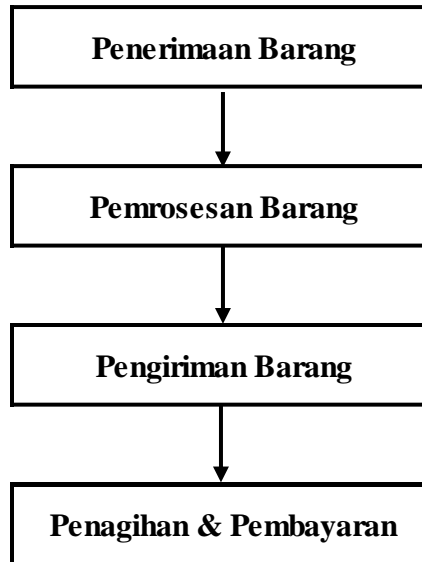 Penerimaan Barang
Pemrosesan Barang
Pengiriman Barang
Penagihan & Pembayaran